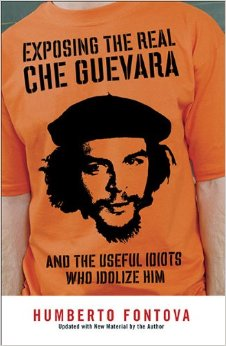 EXPOSING THE REAL
CHE GUEVARA
AND THE USEFUL IDIOTS
WHO IDOLIZE HIM
HUMBERTO FONTOVA
Updated with New Material by the Author